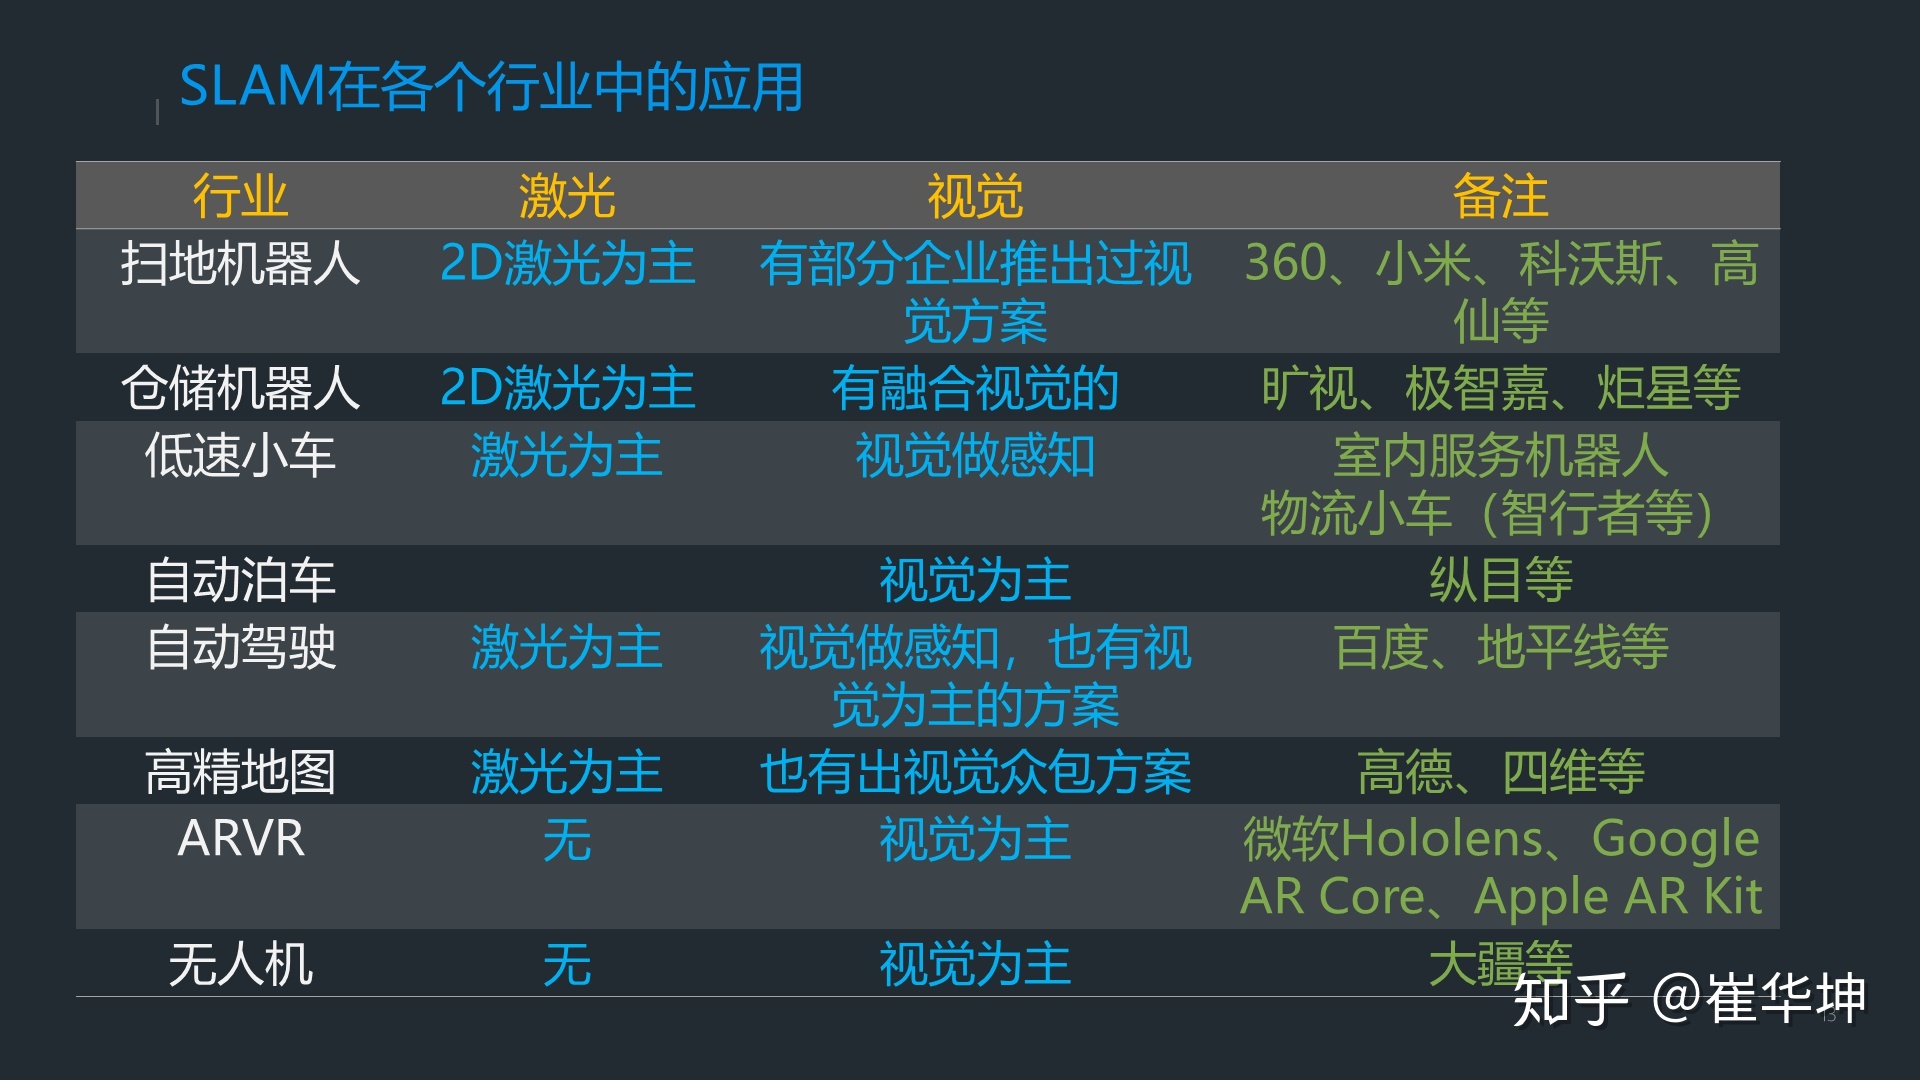 SLAM在各个行业中的应用
行业 激光 视觉 备注
扫地机器人 2D激光为主 有部分企业推出过视 360、小米、科沃斯、高
觉方案 仙等
仓储机器人 2D激光为主 有融合视觉的 旷视、极智嘉、炬星等
低速小车 激光为主 视觉做感知 室内服务机器人
物流小车（智行者等）
自动泊车 视觉为主 纵目等
自动驾驶 激光为主 视觉做感知，也有视 百度、地平线等
觉为主的方案
高精地图 激光为主 也有出视觉众包方案 高德、四维等
ARVR 无 视觉为主 微软Hololens、Google
AR Core、Apple AR Kit
无人机 无 视觉为主 大疆等
知乎 @崔华坤
13